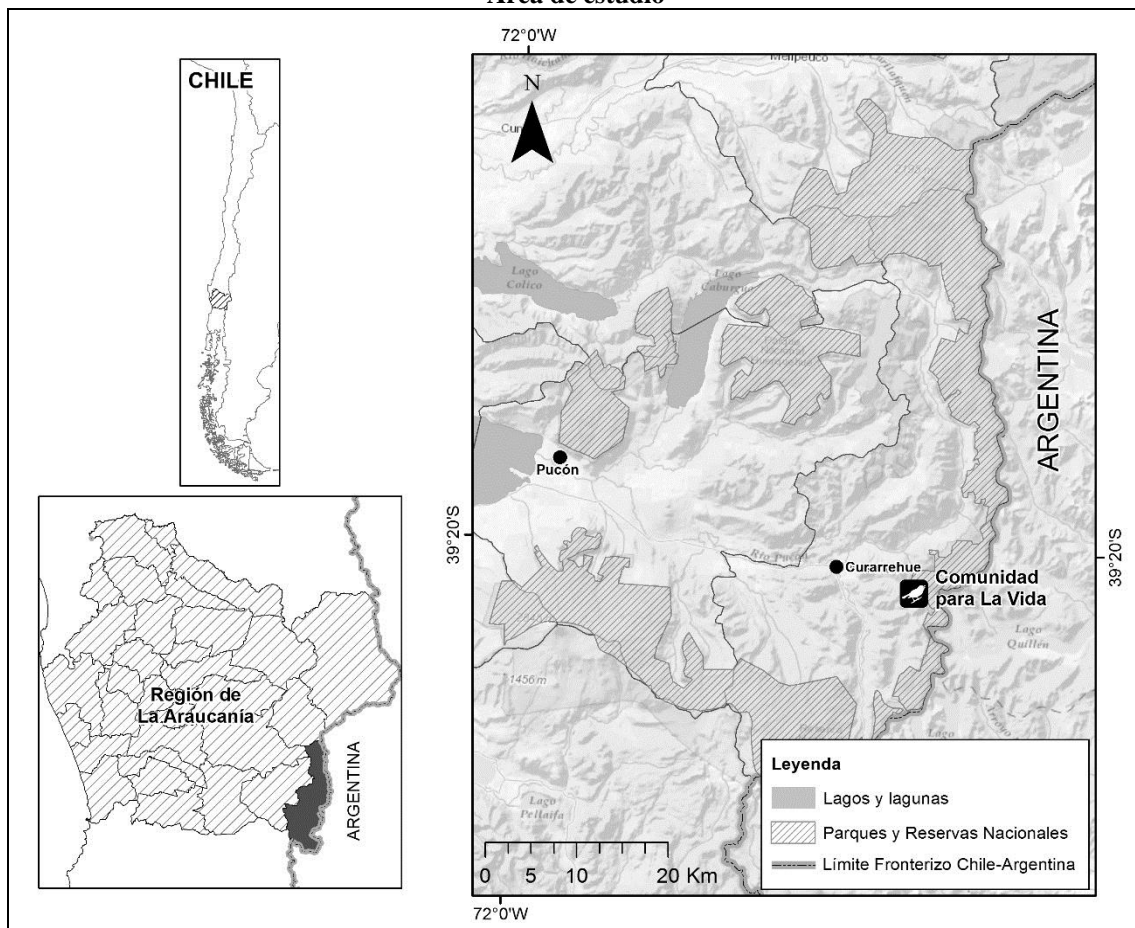 Área de estudio
CHILE
Región de
La Araucanía
ARGENTINA
72°0'W
N
Melipeuco
Lago
Colico
Lago
Caburgua
ARGENTINA
Pucón
39°20'S
39°20'S
Río Pucón
Curarrehue
Comunidad
para La Vida
Lago
Quillén
1456 m
Lago
Lago
Pellaifa
Arroyo
0 5 10 20 Km
72°0'W
Leyenda
Lagos y lagunas
Parques y Reservas Nacionales
Límite Fronterizo Chile-Argentina